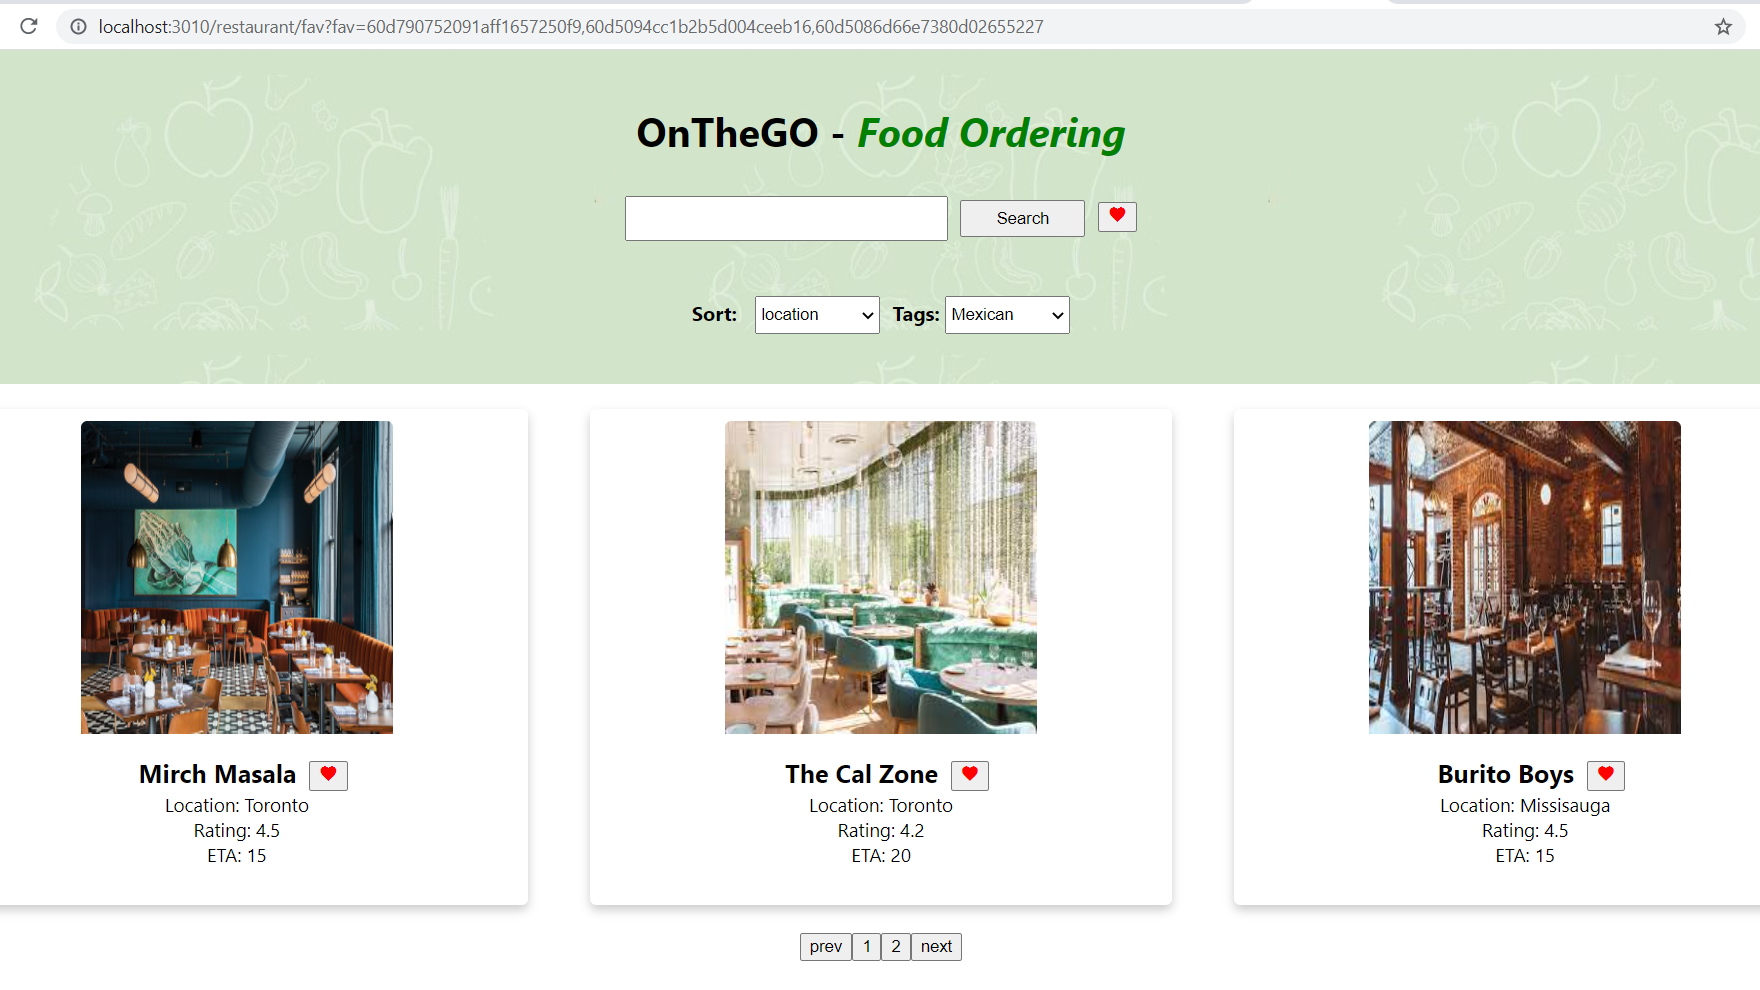 localhost:3010/restaurant/fav?fav=60d790752091aff1657250f9,60d5094cc1b2b5d004ceeb16,60d5086d66e7380d02655227
OnTheGO - Food Ordering
Search
Sort: location Tags: Mexican
Mirch Masala
Location: Toronto
Rating: 4.5
ETA: 15
The Cal Zone
Location: Toronto
Rating: 4.2
ETA: 20
Burito Boys
Location: Missisauga
Rating: 4.5
ETA: 15
prev 1 2 next